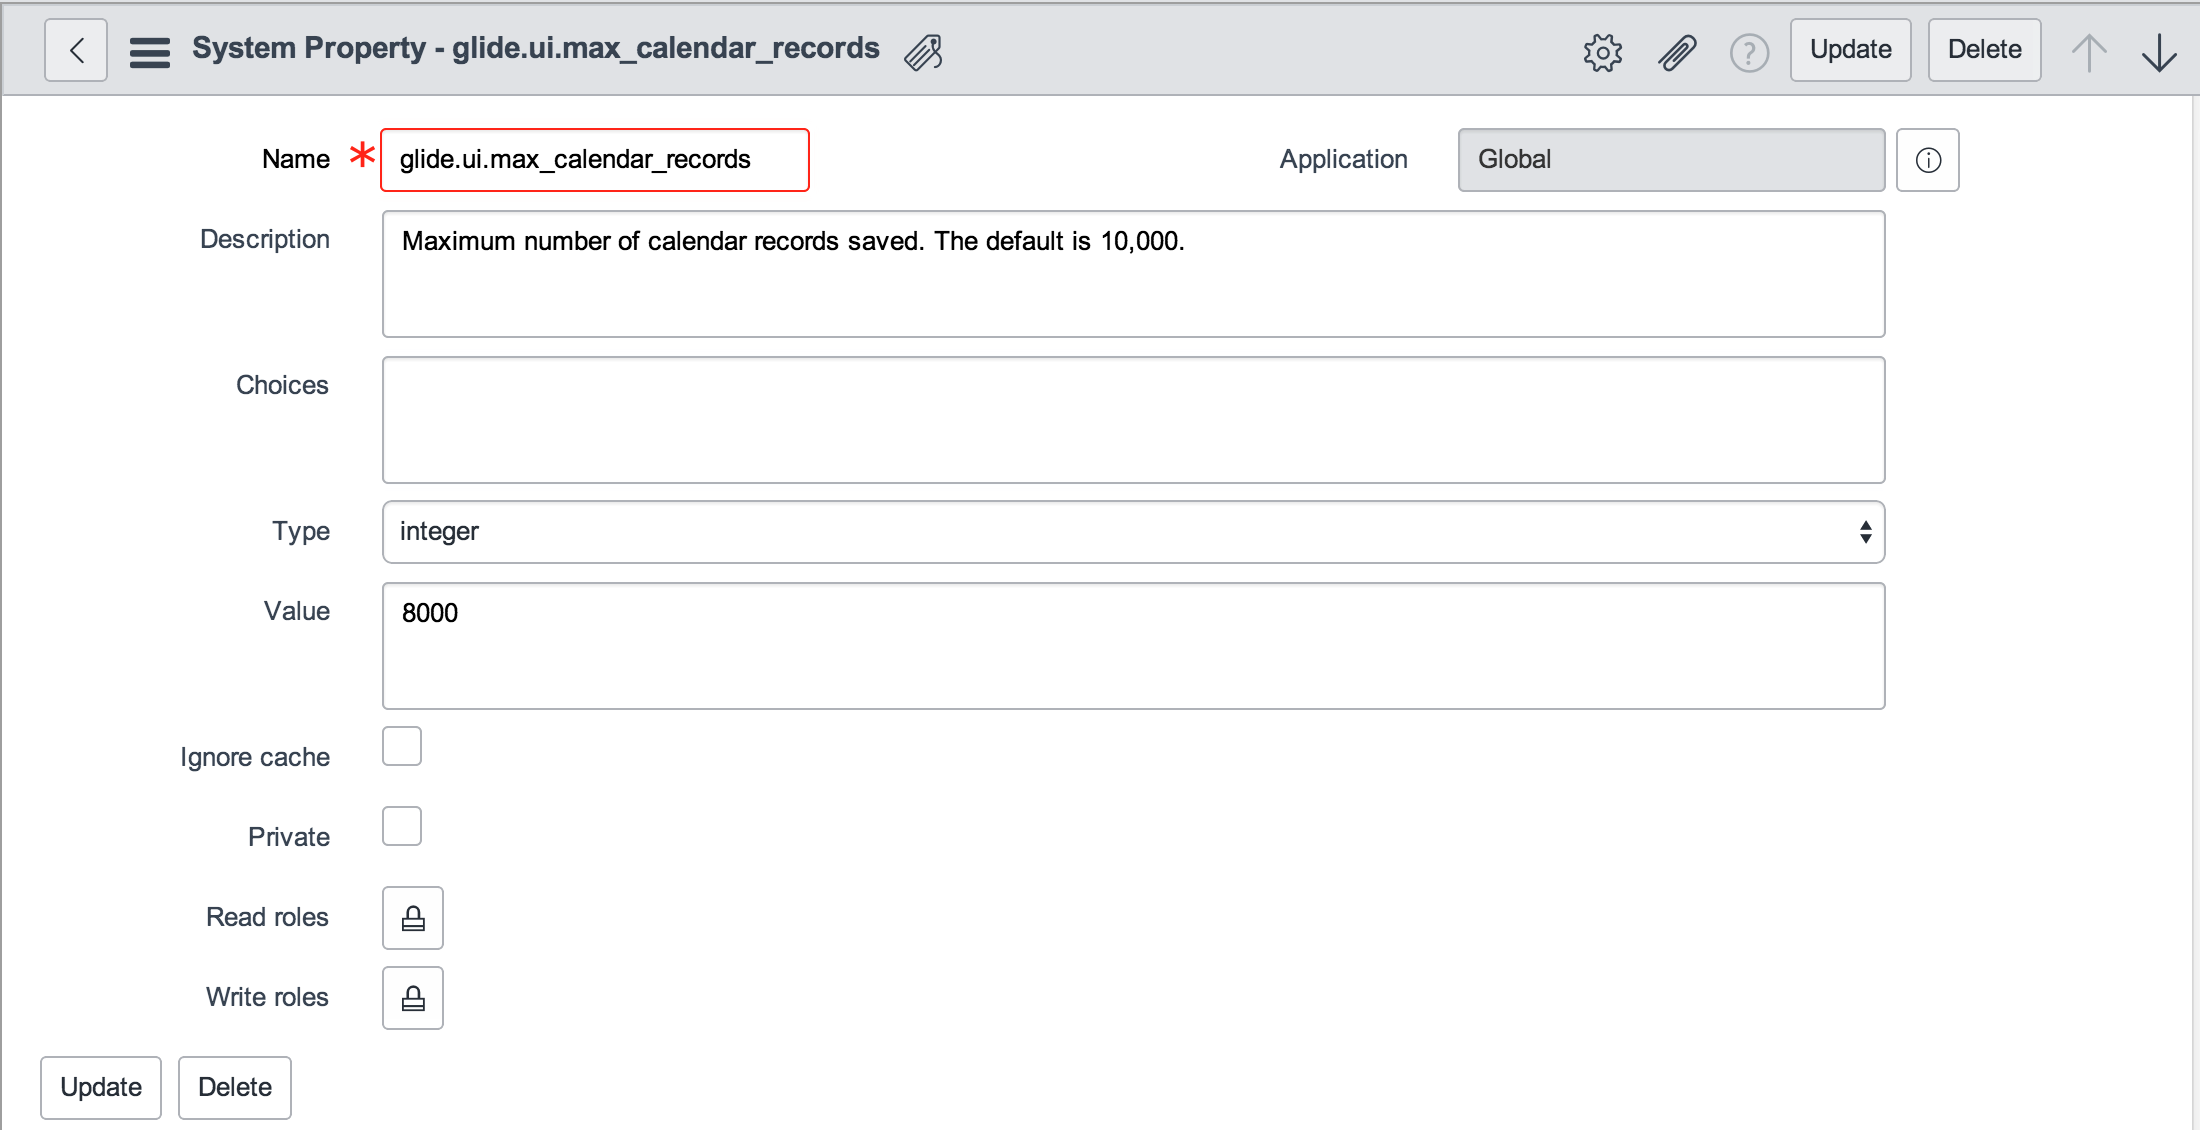 System Property - glide.ui.max_calendar_records
Update
Delete
Name * glide.ui.max_calendar_records
Application Global
Description Maximum number of calendar records saved. The default is 10,000.
Choices
Type integer
Value 8000
Ignore cache
Private
Read roles
Write roles
Update
Delete